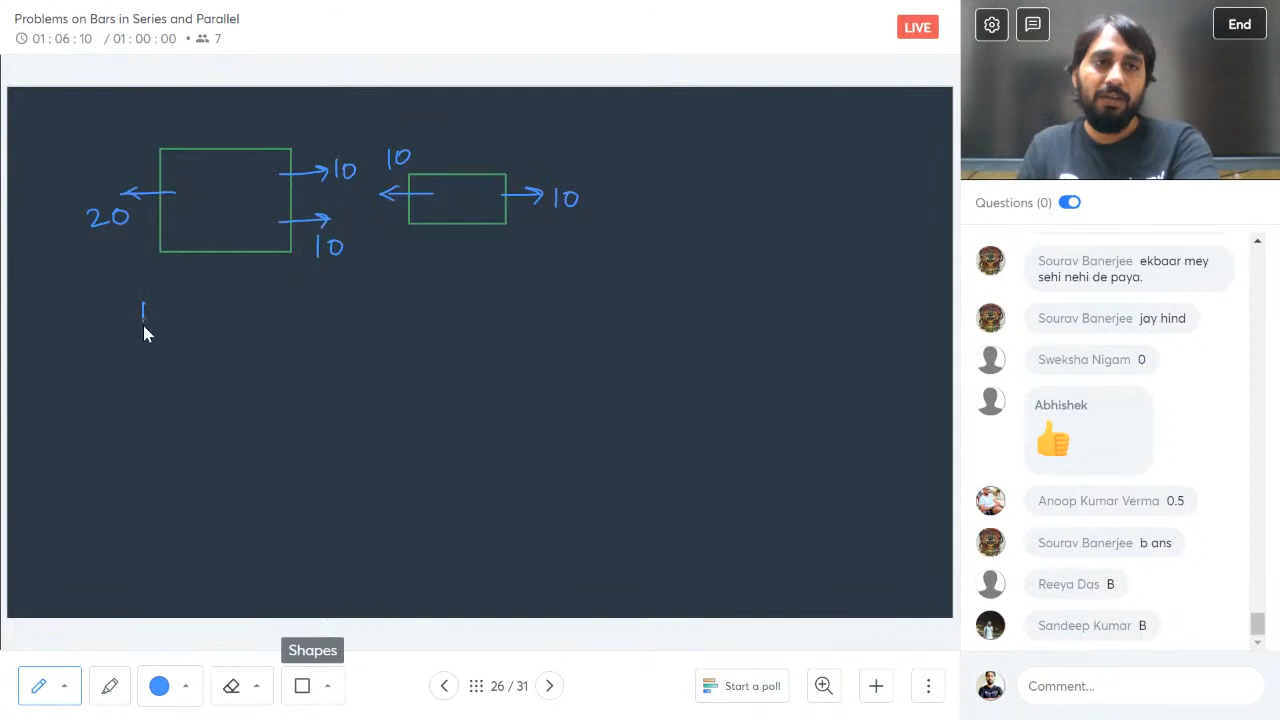 Problems on Bars in Series and Parallel
01:06:10 / 01:00:00 • 7
LIVE
End
10
10
20
10
10
10
Questions (0)
Sourav Banerjee ekbaar mey
sehi nehi de paya.
Sourav Banerjee jay hind
Sweksha Nigam 0
Abhishek
Anoop Kumar Verma 0.5
Sourav Banerjee b ans
Reeya Das B
Sandeep Kumar B
Shapes
26 / 31
Start a poll
Comment...